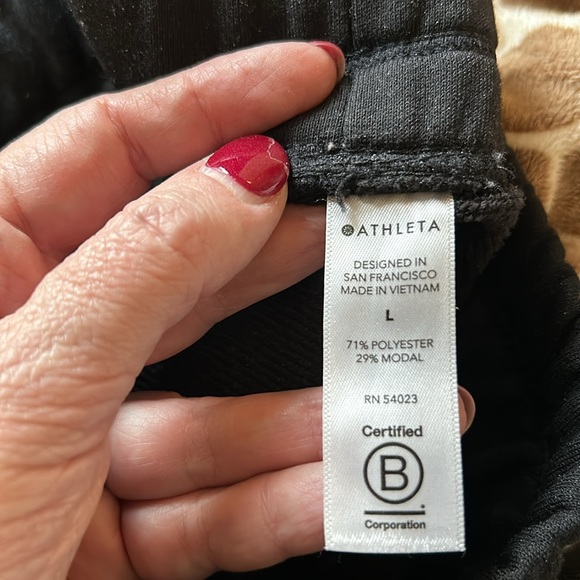 ATHLETA
DESIGNED IN
SAN FRANCISCO
MADE IN VIETNAM
L
71% POLYESTER
29% MODAL
RN 54023
Certified
B
Corporation